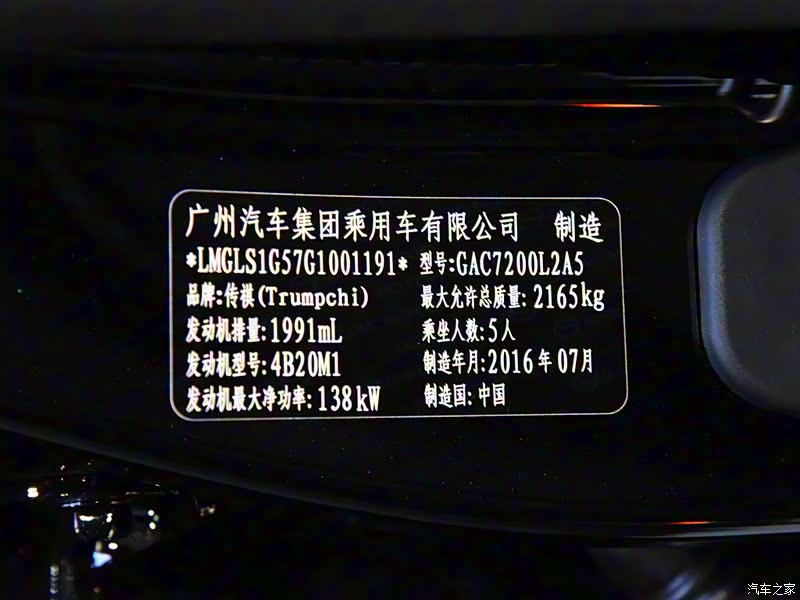 广州汽车集团乘用车有限公司 制造
*LMGLS1G57G1001191* 型号:GAC7200L2A5
品牌:传祺(Trumpchi) 最大允许总质量:2165kg
发动机排量:1991mL 乘坐人数:5人
发动机型号:4B20M1 制造年月:2016年07月
发动机最大净功率:138kW 制造国:中国
汽车之家